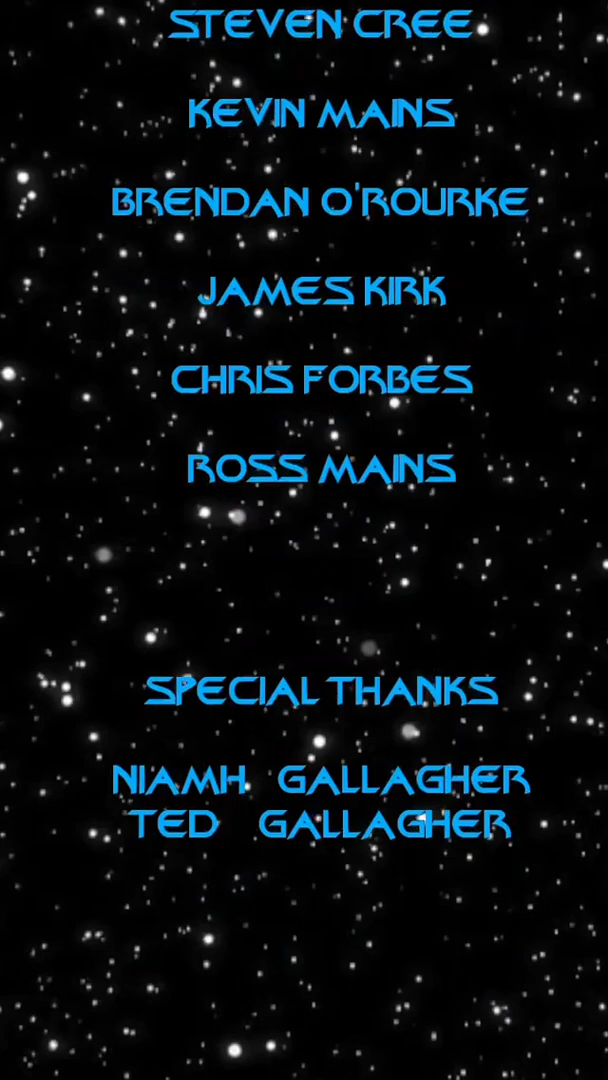 STEVEN CREE
KEVIN MAINS
BRENDAN O'ROURKE
JAMES KIRK
CHRIS FORBES
ROSS MAINS
SPECIAL THANKS
NIAMH GALLAGHER
TED GALLAGHER